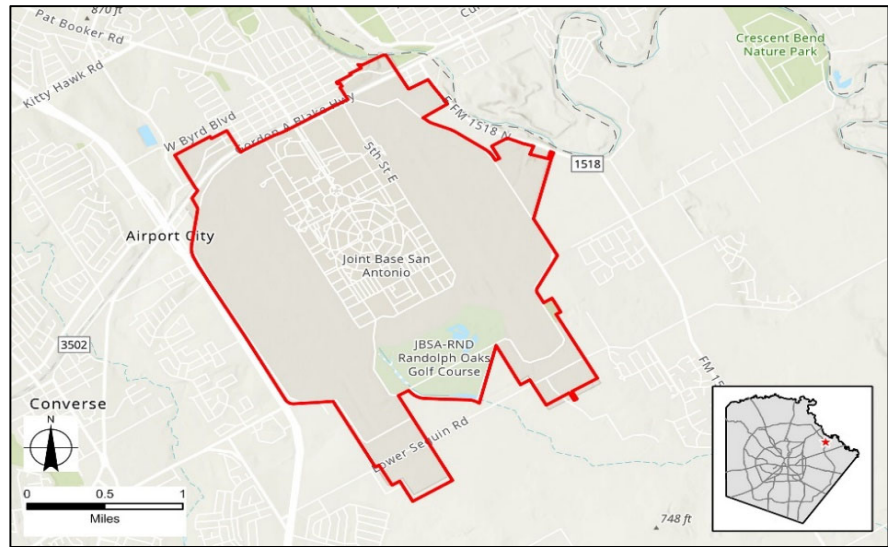 870 ft
Pat Booker Rd
Kitty Hawk Rd
W Byrd Blvd
Gordon A Blake Hwy
5th St E
E FM 1518 N
1518
Crescent Bend
Nature Park
Airport City
Joint Base San
Antonio
3502
JBSA-RND
Randolph Oaks
Golf Course
Converse
N
Lower Seguin Rd
0 0.5 1
Miles
748 ft